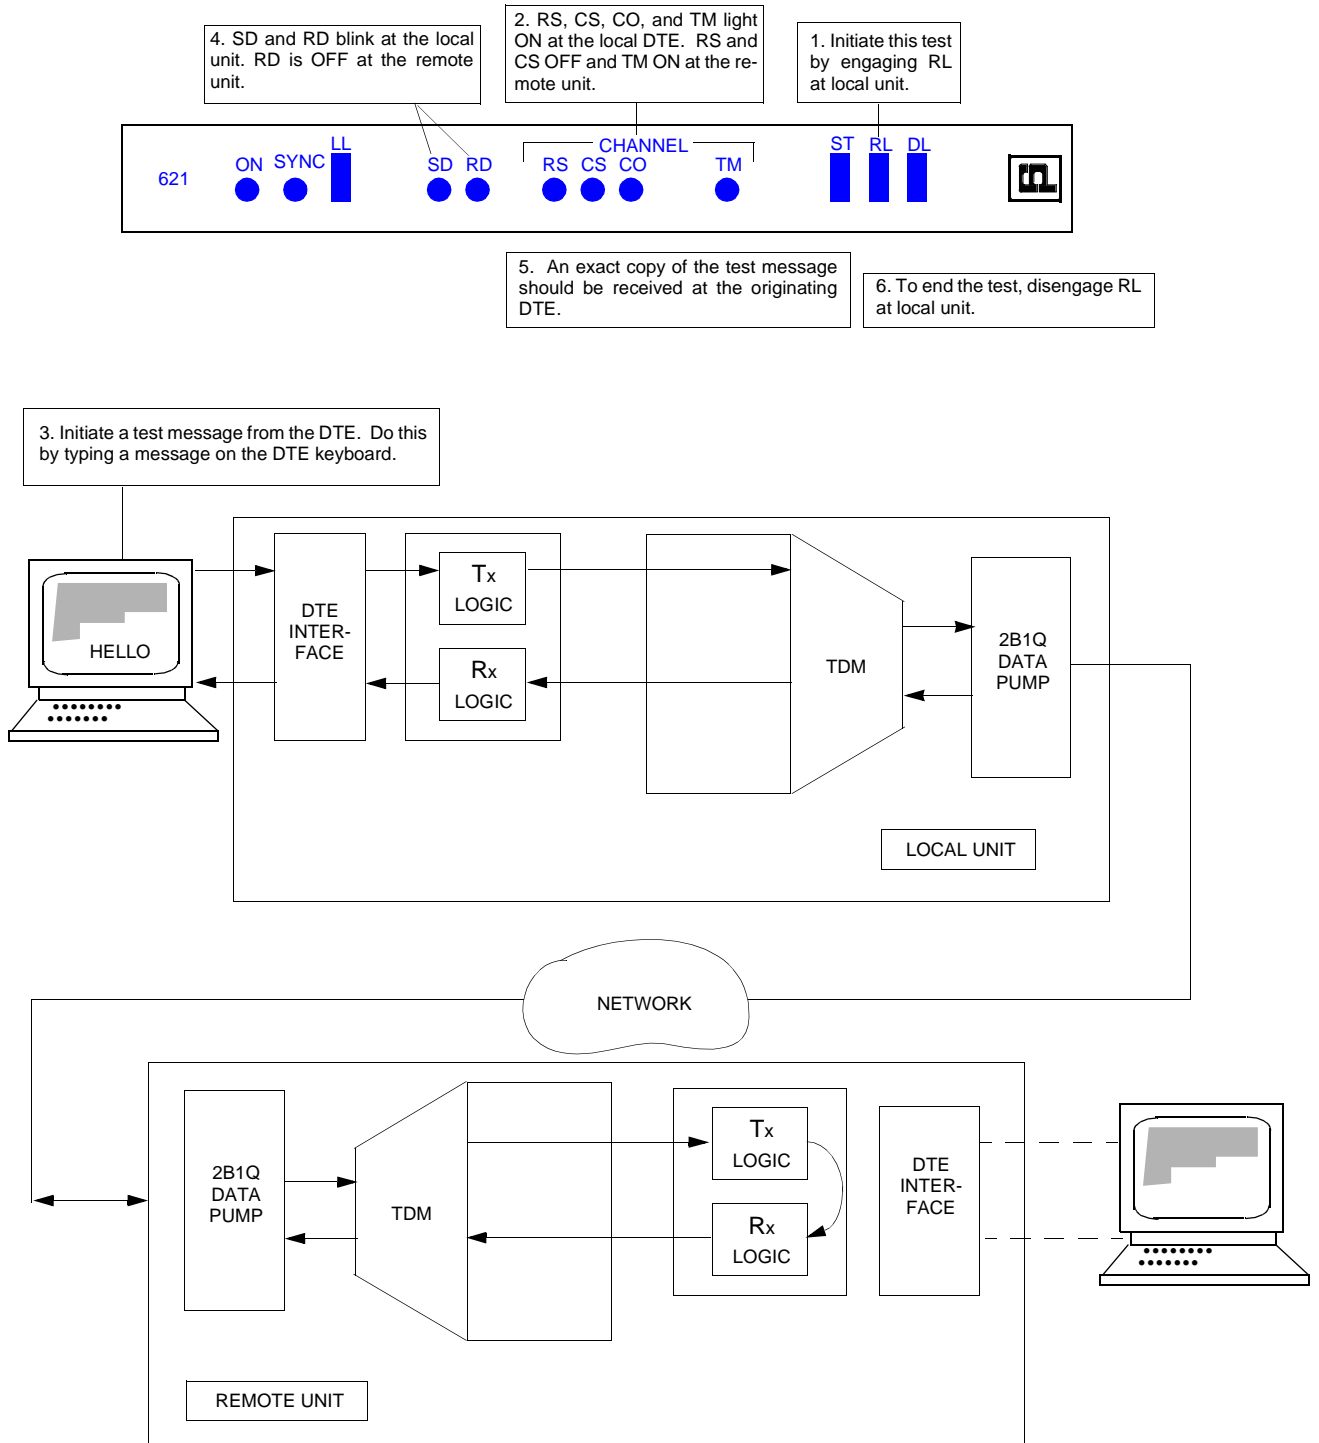 4. SD and RD blink at the local
unit. RD is OFF at the remote
unit.
2. RS, CS, CO, and TM light
ON at the local DTE. RS and
CS OFF and TM ON at the re-
mote unit.
1. Initiate this test
by engaging RL
at local unit.
621
ON
SYNC
LL
SD
RD
CHANNEL
RS
CS
CO
TM
ST
RL
DL
5. An exact copy of the test message
should be received at the originating
DTE.
6. To end the test, disengage RL
at local unit.
3. Initiate a test message from the DTE. Do this
by typing a message on the DTE keyboard.
HELLO
DTE
INTER-
FACE
Tx
LOGIC
Rx
LOGIC
TDM
2B1Q
DATA
PUMP
LOCAL UNIT
NETWORK
2B1Q
DATA
PUMP
TDM
Tx
LOGIC
Rx
LOGIC
DTE
INTER-
FACE
REMOTE UNIT